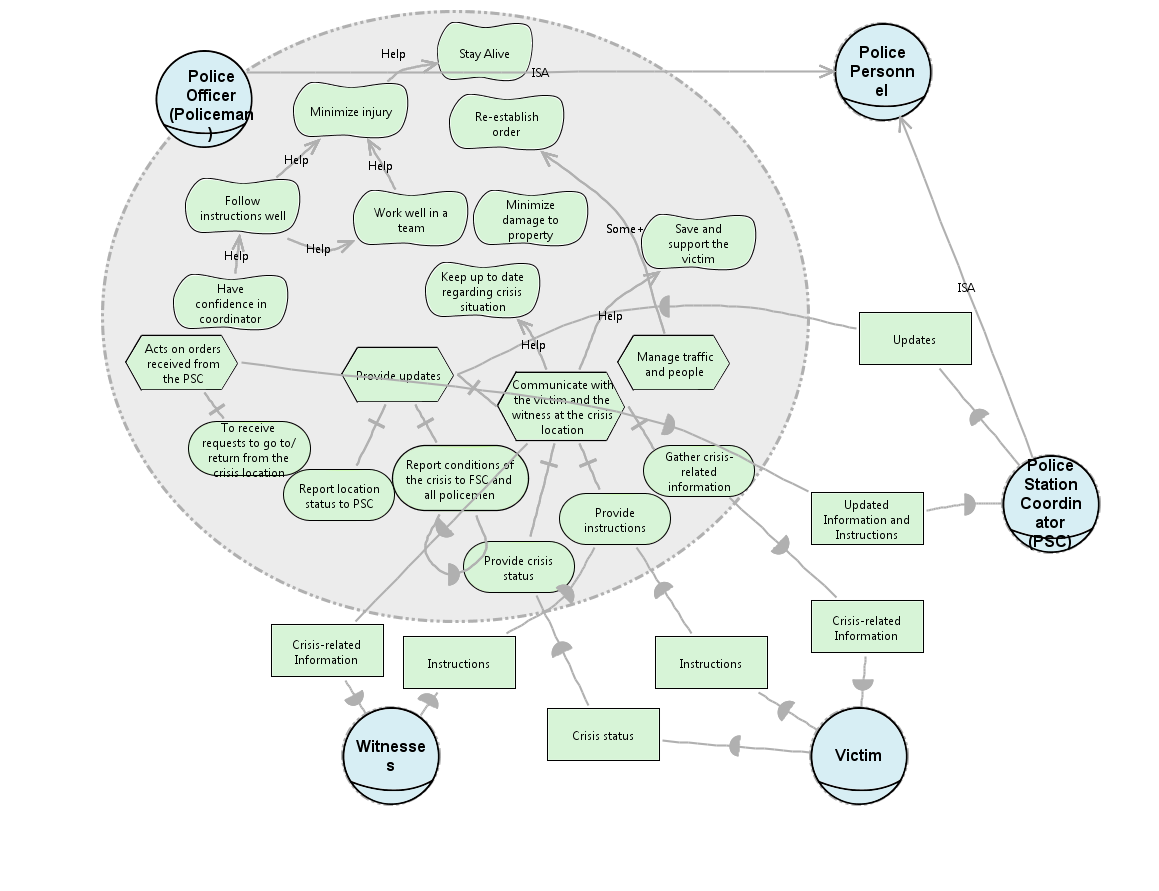 Police
Officer
(Policeman
)
Help
Stay Alive
ISA
Police
Personn
el
Minimize injury
Re-establish
order
Help
Help
Follow
instructions well
Work well in a
team
Minimize
damage to
property
Some+
Save and
support the
victim
Help
Help
Have
confidence in
coordinator
Keep up to date
regarding crisis
situation
ISA
Help
Help
Updates
Acts on orders
received from
the PSC
Provide updates
Manage traffic
and people
Communicate with
the victim and the
witness at the crisis
location
To receive
requests to go to/
return from the
crisis location
Report location
status to PSC
Report conditions of
the crisis to FSC and
all policemen
Gather crisis-
related
information
Provide
instructions
Updated
Information and
Instructions
Police
Station
Coordin
ator
(PSC)
Provide crisis
status
Crisis-related
Information
Crisis-related
Information
Instructions
Instructions
Crisis status
Witnesse
s
Victim